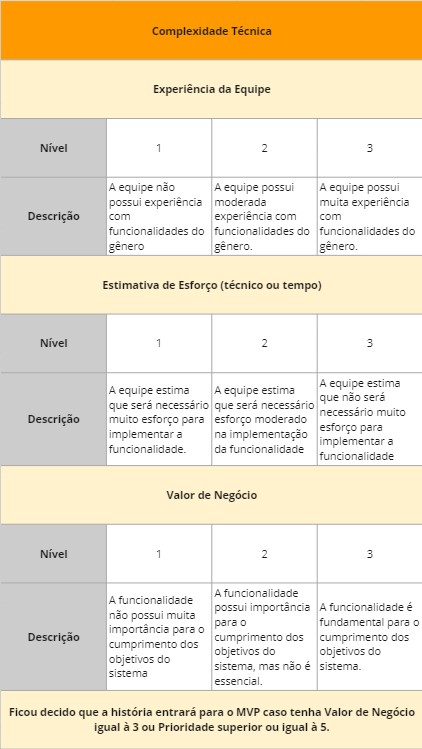 Complexidade Técnica
Experiência da Equipe
Nível
1
2
3
Descrição
A equipe não
possui experiência
com
funcionalidades do
gênero
A equipe possui
moderada
experiência com
funcionalidades do
gênero.
A equipe possui
muita experiência
com
funcionalidades do
gênero.
Estimativa de Esforço (técnico ou tempo)
Nível
1
2
3
Descrição
A equipe estima
que será necessário
muito esforço para
implementar a
funcionalidade.
A equipe estima
que será necessário
esforço moderado
na implementação
da funcionalidade
A equipe estima
que não será
necessário muito
esforço para
implementar a
funcionalidade
Valor de Negócio
Nível
1
2
3
Descrição
A funcionalidade
não possui muita
importância para o
cumprimento dos
objetivos do
sistema
A funcionalidade
possui importância
para o
cumprimento dos
objetivos do
sistema, mas não é
essencial.
A funcionalidade é
fundamental para o
cumprimento dos
objetivos do
sistema.
Ficou decido que a história entrará para o MVP caso tenha Valor de Negócio
igual à 3 ou Prioridade superior ou igual à 5.